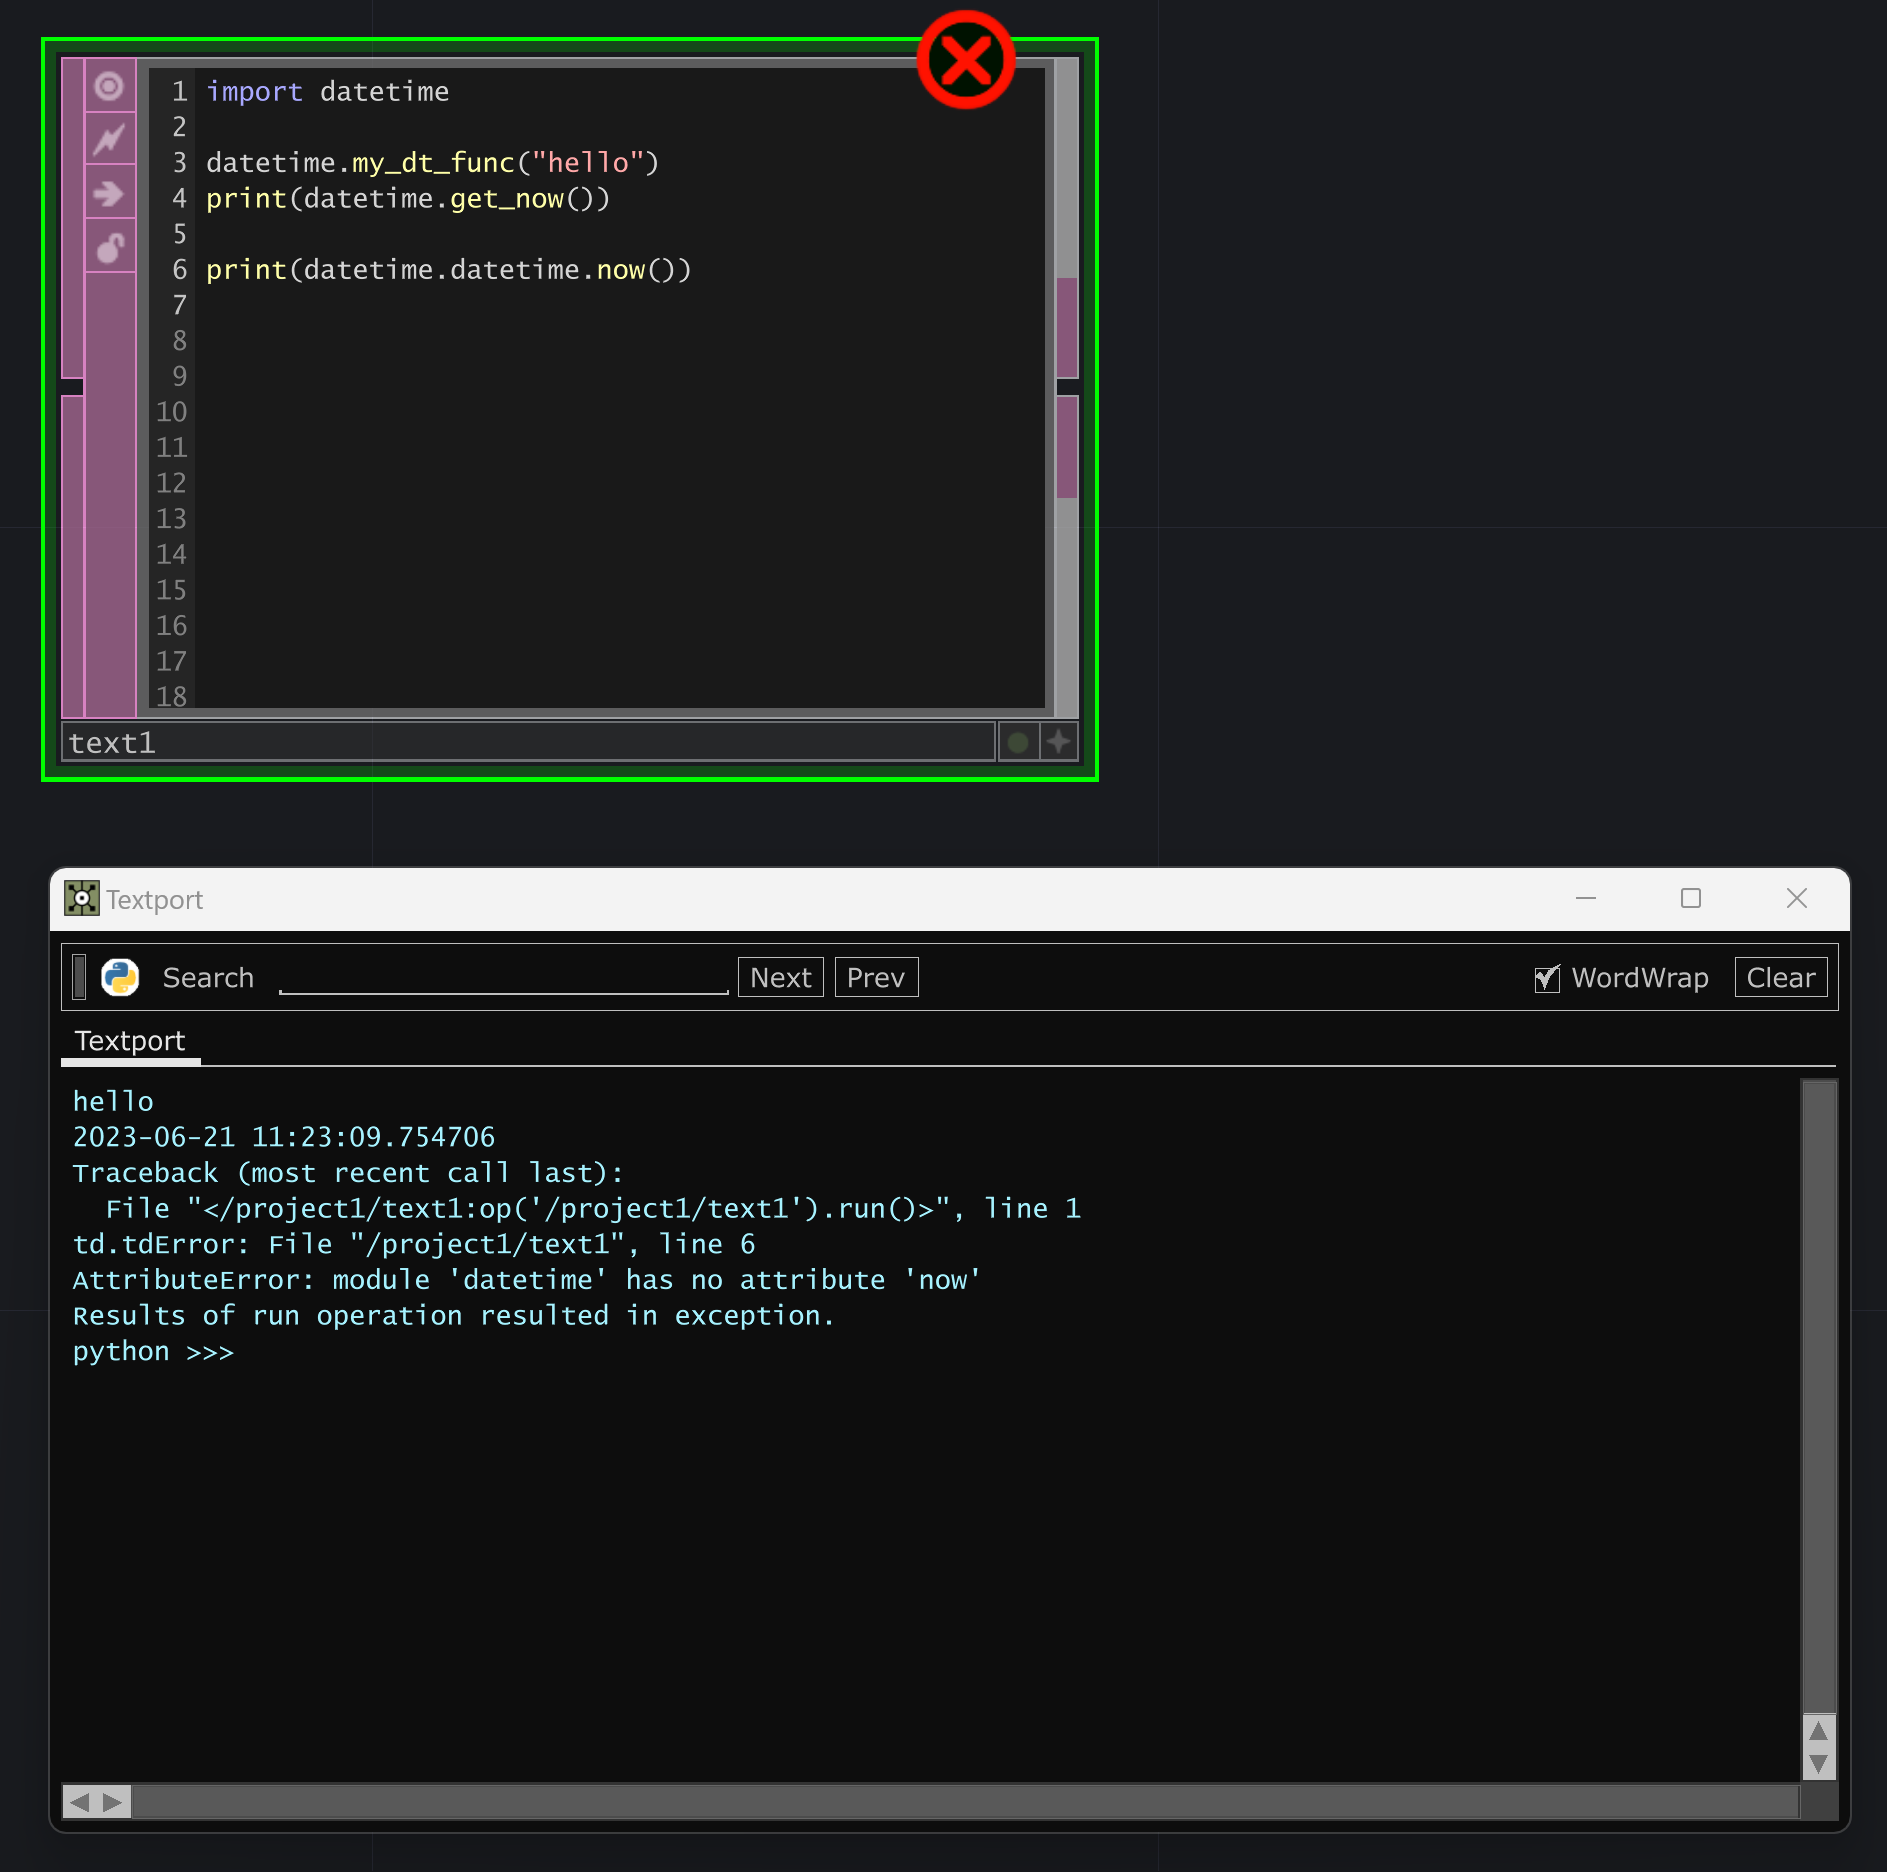 1 import datetime
2
3 datetime.my_dt_func("hello")
4 print(datetime.get_now())
5
6 print(datetime.datetime.now())
7
8
9
10
11
12
13
14
15
16
17
18
text1
Textport
Search Next Prev WordWrap Clear
Textport
hello
2023-06-21 11:23:09.754706
Traceback (most recent call last):
  File "</project1/text1:op('/project1/text1').run()>", line 1
td.tdError: File "/project1/text1", line 6
AttributeError: module 'datetime' has no attribute 'now'
Results of run operation resulted in exception.
python >>>